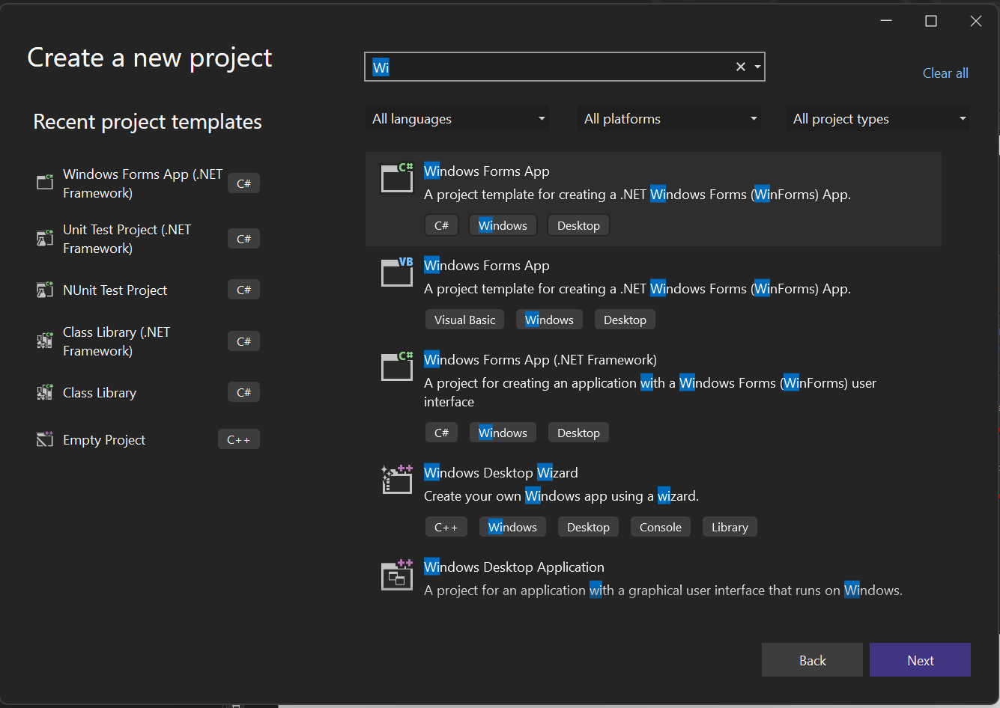 Create a new project
Wi
Clear all
Recent project templates
All languages
All platforms
All project types
Windows Forms App (.NET
Framework)
C#
Unit Test Project (.NET
Framework)
C#
NUnit Test Project
C#
Class Library (.NET
Framework)
C#
Class Library
C#
Empty Project
C++
C#
Windows Forms App
A project template for creating a .NET Windows Forms (WinForms) App.
C# Windows Desktop
VB
Windows Forms App
A project template for creating a .NET Windows Forms (WinForms) App.
Visual Basic Windows Desktop
C#
Windows Forms App (.NET Framework)
A project for creating an application with a Windows Forms (WinForms) user
interface
C# Windows Desktop
++
Windows Desktop Wizard
Create your own Windows app using a wizard.
C++ Windows Desktop Console Library
++
Windows Desktop Application
A project for an application with a graphical user interface that runs on Windows.
Back
Next